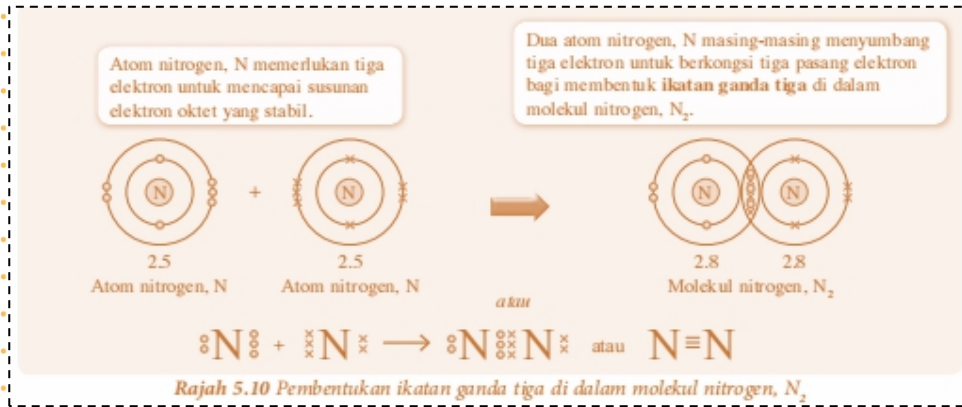 Atom nitrogen, N memerlukan tiga
elektron untuk mencapai susunan
elektron oktet yang stabil.
Dua atom nitrogen, N masing-masing menyumbang
tiga elektron untuk berkongsi tiga pasang elektron
bagi membentuk ikatan ganda tiga di dalam
molekul nitrogen, N₂.
N + N N N
2.5 2.5 2.8 2.8
Atom nitrogen, N Atom nitrogen, N Molekul nitrogen, N₂
atau
N + N ⟶ N N atau N≡N
Rajah 5.10 Pembentukan ikatan ganda tiga di dalam molekul nitrogen, N₂